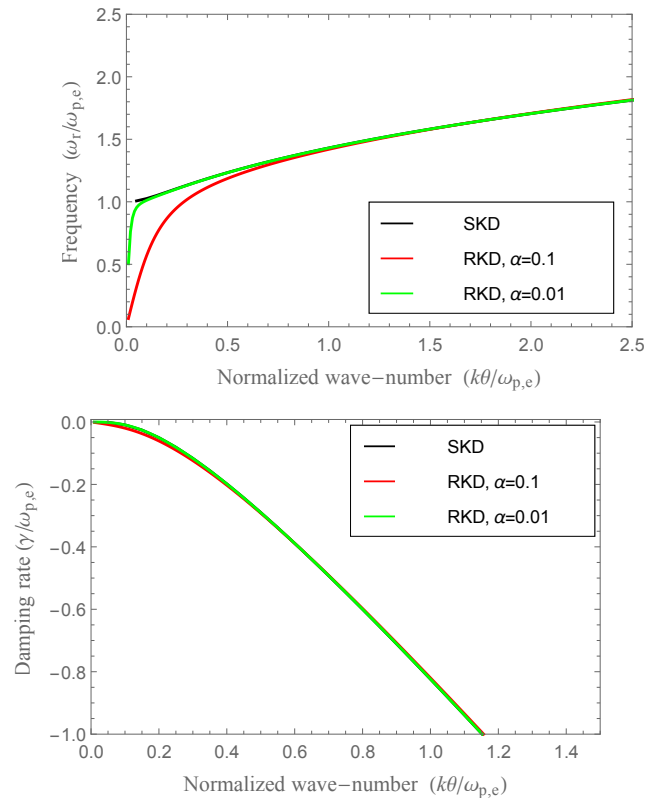 2.5
2.0
1.5
1.0
0.5
0.0
Frequency (ω_r/ω_p,e)
SKD
RKD, α=0.1
RKD, α=0.01
0.0 0.5 1.0 1.5 2.0 2.5
Normalized wave−number (kθ/ω_p,e)
0.0
−0.2
−0.4
−0.6
−0.8
−1.0
Damping rate (γ/ω_p,e)
SKD
RKD, α=0.1
RKD, α=0.01
0.0 0.2 0.4 0.6 0.8 1.0 1.2 1.4
Normalized wave−number (kθ/ω_p,e)